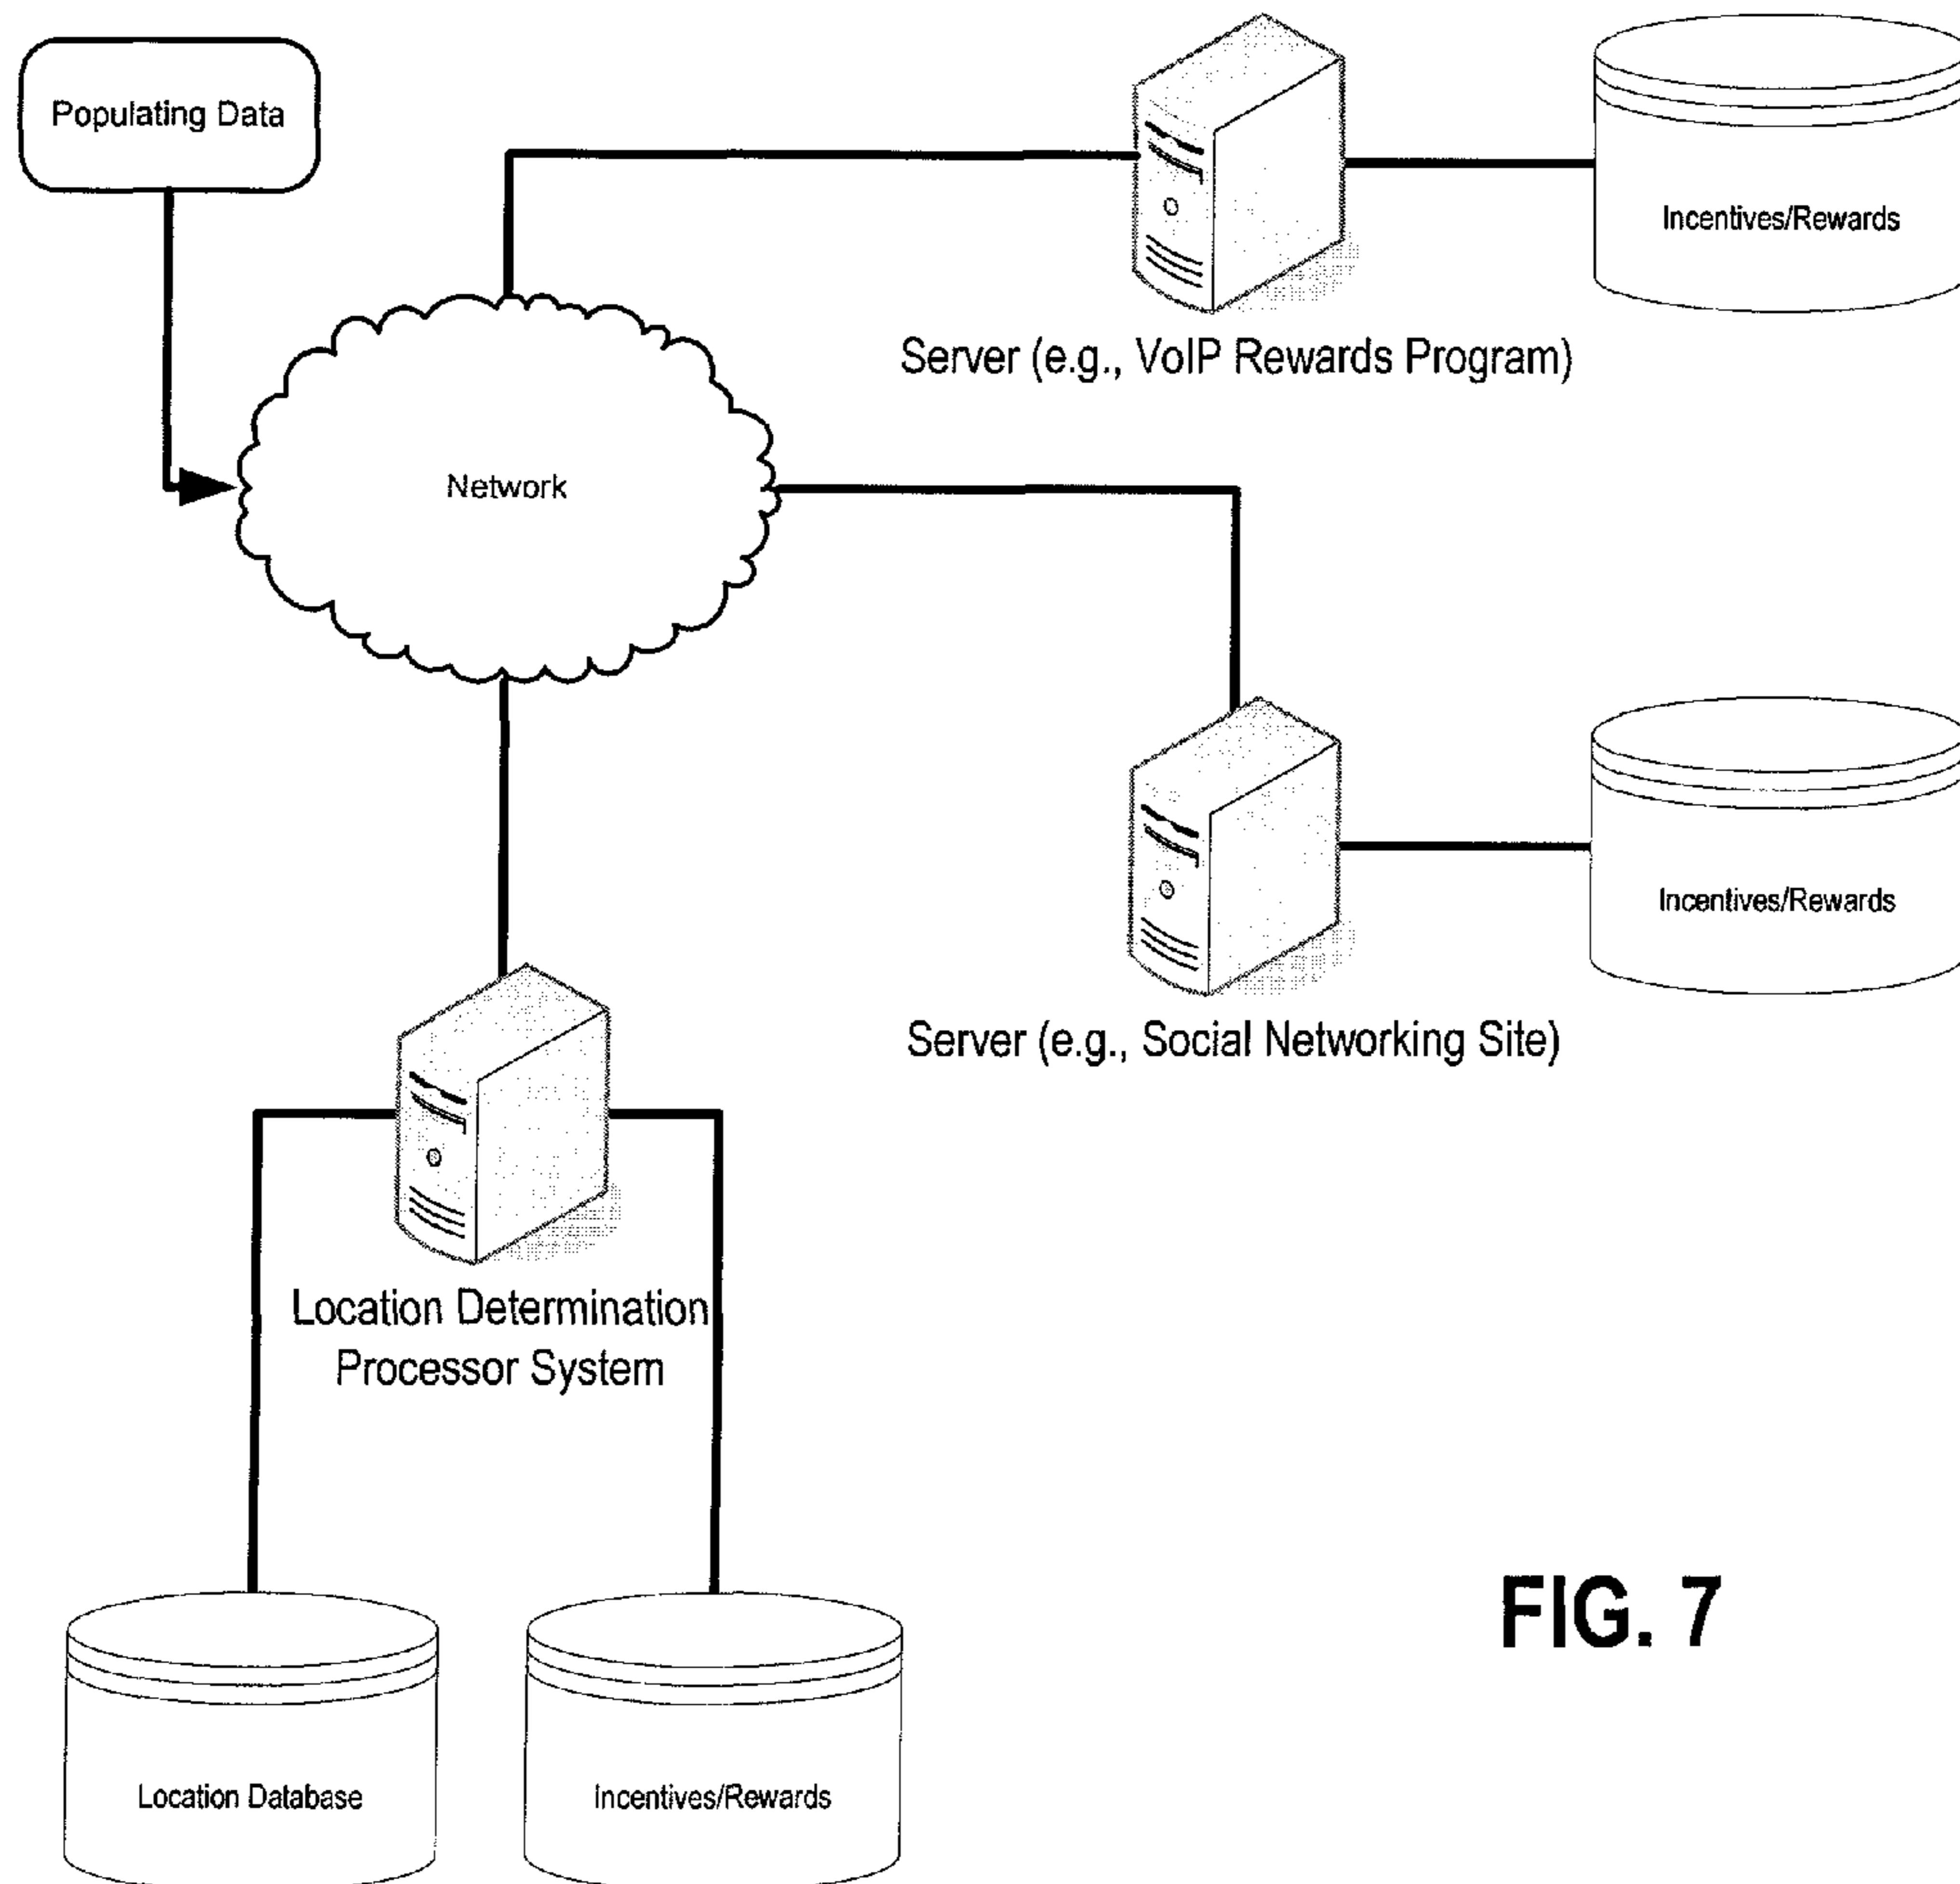 Populating Data
Incentives/Rewards
Server (e.g., VoIP Rewards Program)
Network
Incentives/Rewards
Server (e.g., Social Networking Site)
Location Determination
Processor System
FIG. 7
Location Database
Incentives/Rewards